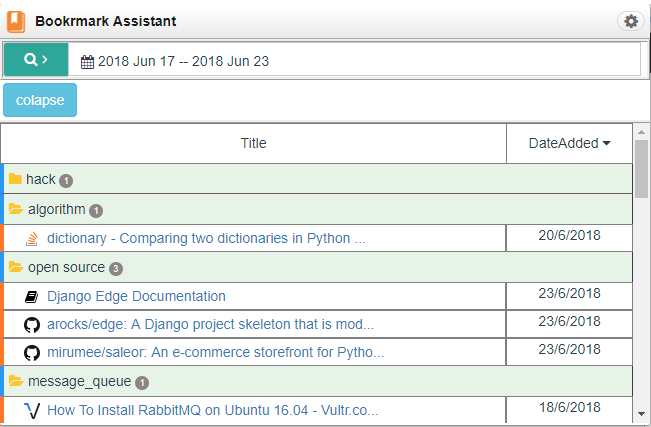 Bookrmark Assistant
2018 Jun 17 -- 2018 Jun 23
colapse
Title DateAdded
hack 1
algorithm 1
dictionary - Comparing two dictionaries in Python ... 20/6/2018
open source 3
Django Edge Documentation 23/6/2018
arocks/edge: A Django project skeleton that is mod... 23/6/2018
mirumee/saleor: An e-commerce storefront for Pytho... 23/6/2018
message_queue 1
How To Install RabbitMQ on Ubuntu 16.04 - Vultr.co... 18/6/2018